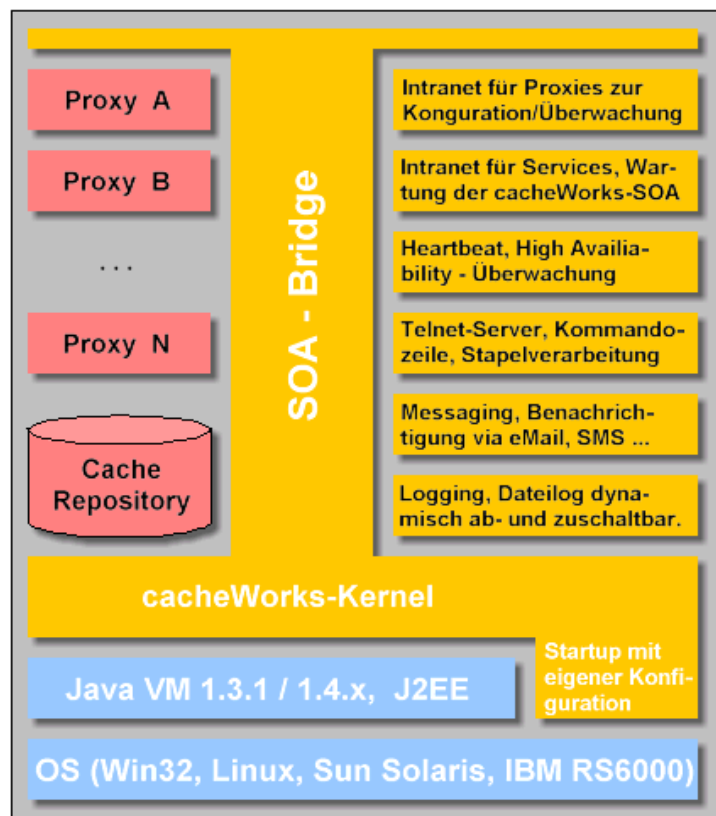 Proxy A
Proxy B
...
Proxy N
Cache
Repository
SOA - Bridge
Intranet für Proxies zur
Konguration/Überwachung
Intranet für Services, War-
tung der cacheWorks-SOA
Heartbeat, High Availia-
bility - Überwachung
Telnet-Server, Kommando-
zeile, Stapelverarbeitung
Messaging, Benachrich-
tigung via eMail, SMS ...
Logging, Dateilog dyna-
misch ab- und zuschaltbar.
cacheWorks-Kernel
Startup mit
eigener Konfi-
guration
Java VM 1.3.1 / 1.4.x, J2EE
OS (Win32, Linux, Sun Solaris, IBM RS6000)